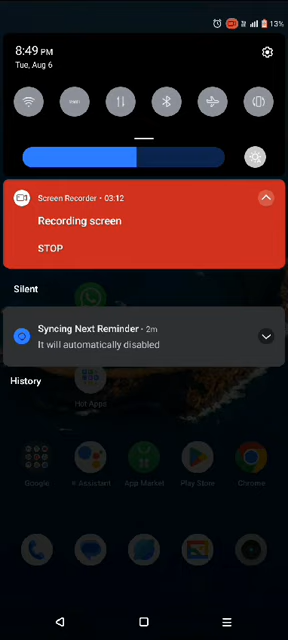 13%
8:49 PM
Tue, Aug 6
Screen Recorder • 03:12
Recording screen
STOP
Silent
Syncing Next Reminder • 2m
It will automatically disabled
History
Hot Apps
Google
Assistant
App Market
Play Store
Chrome